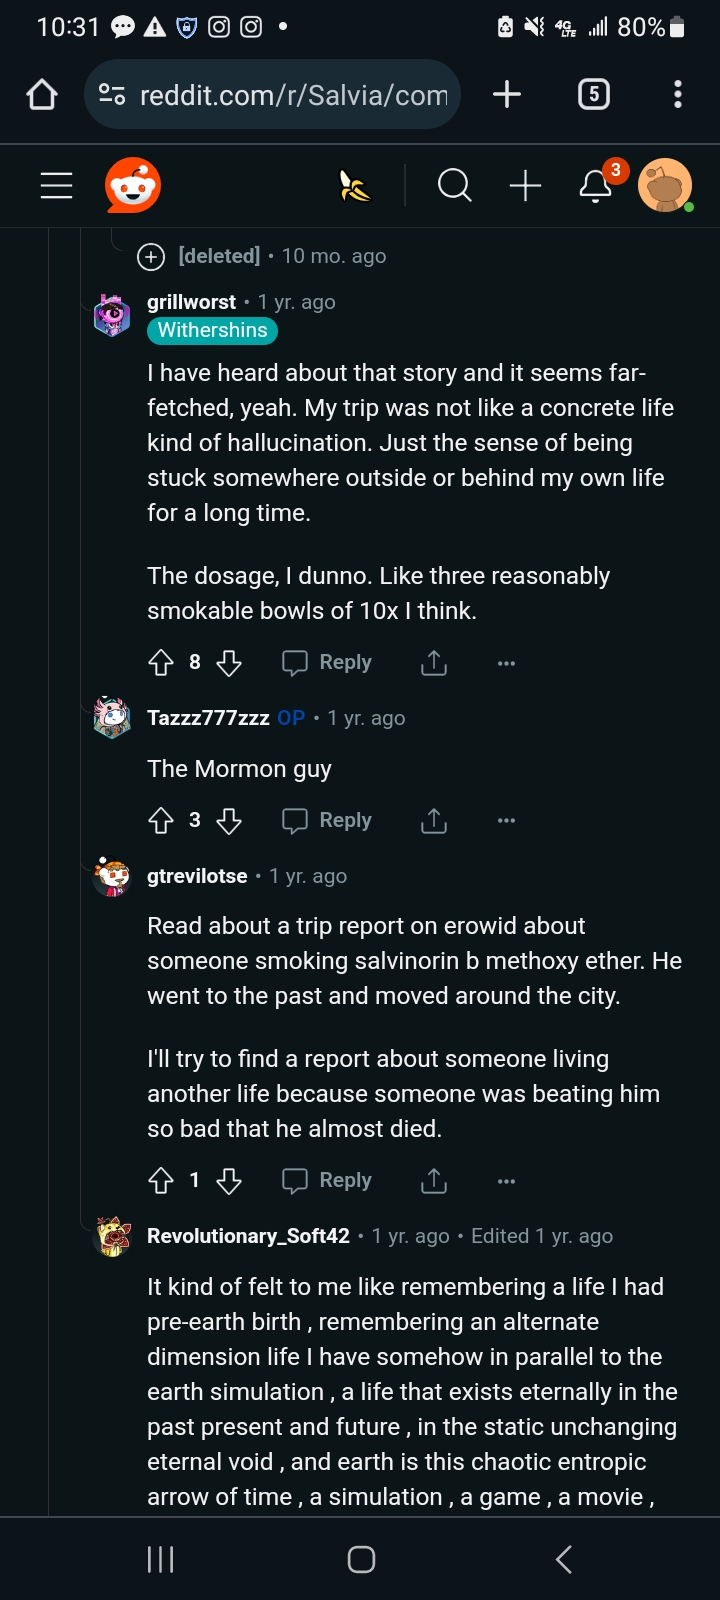 10:31
4G LTE
80%
reddit.com/r/Salvia/com
5
3
[deleted] • 10 mo. ago
grillworst • 1 yr. ago
Withershins
I have heard about that story and it seems far-
fetched, yeah. My trip was not like a concrete life
kind of hallucination. Just the sense of being
stuck somewhere outside or behind my own life
for a long time.
The dosage, I dunno. Like three reasonably
smokable bowls of 10x I think.
8 Reply
Tazzz777zzz OP • 1 yr. ago
The Mormon guy
3 Reply
gtrevilotse • 1 yr. ago
Read about a trip report on erowid about
someone smoking salvinorin b methoxy ether. He
went to the past and moved around the city.
I'll try to find a report about someone living
another life because someone was beating him
so bad that he almost died.
1 Reply
Revolutionary_Soft42 • 1 yr. ago • Edited 1 yr. ago
It kind of felt to me like remembering a life I had
pre-earth birth , remembering an alternate
dimension life I have somehow in parallel to the
earth simulation , a life that exists eternally in the
past present and future , in the static unchanging
eternal void , and earth is this chaotic entropic
arrow of time , a simulation , a game , a movie ,